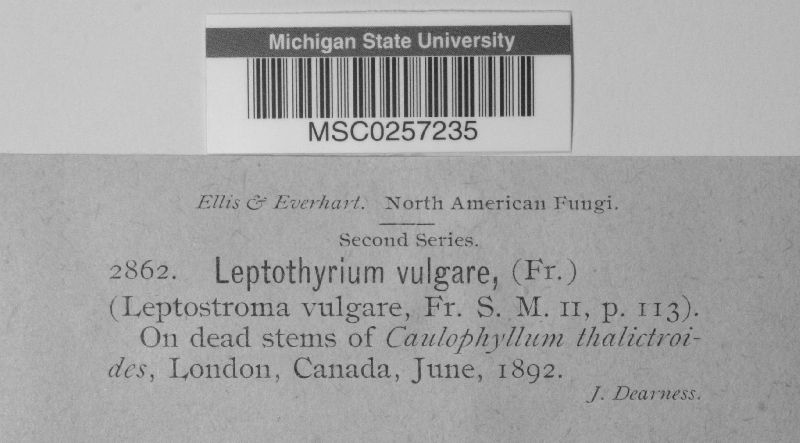 Michigan State University
MSC0257235
Ellis & Everhart. North American Fungi.
Second Series.
2862. Leptothyrium vulgare, (Fr.)
(Leptostroma vulgare, Fr. S. M. II, p. 113).
On dead stems of Caulophyllum thalictroi-
des, London, Canada, June, 1892.
J. Dearness.